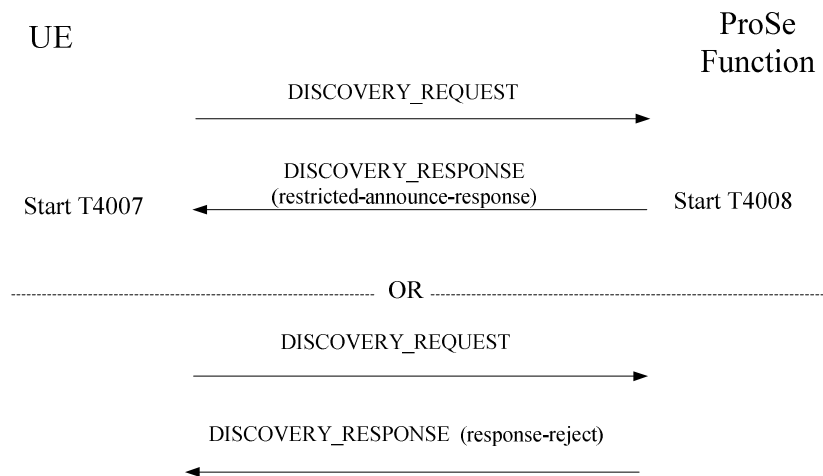 UE
ProSe
Function
DISCOVERY_REQUEST
DISCOVERY_RESPONSE
(restricted-announce-response)
Start T4007
Start T4008
OR
DISCOVERY_REQUEST
DISCOVERY_RESPONSE (response-reject)